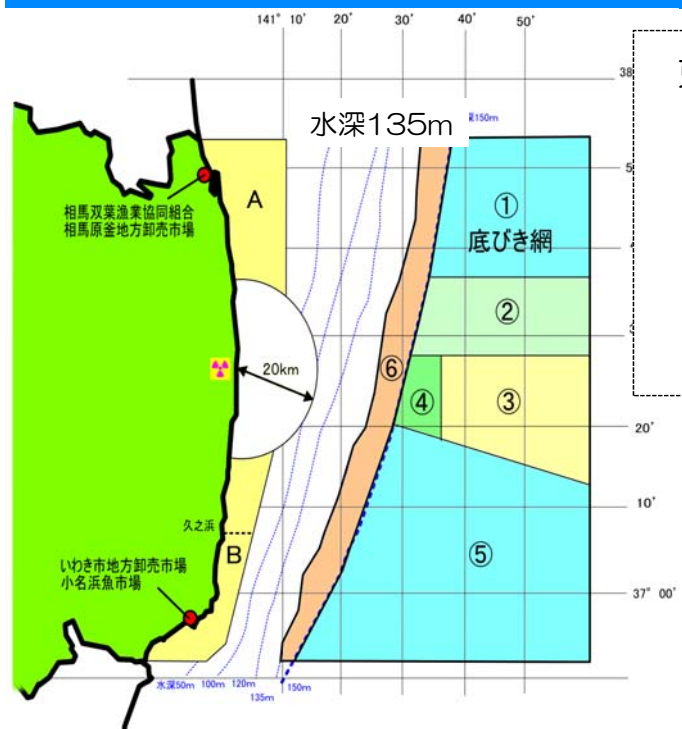 141° 10' 20' 30' 40' 50'
38
水深135m
深150m
A
①
底びき網
相馬双葉漁業協同組合
相馬原釜地方卸売市場
②
⑥
20km
④
③
20'
10'
久之浜
B
⑤
いわき市地方卸売市場
小名浜魚市場
37° 00'
水深50m 100m 120m
135m
150m